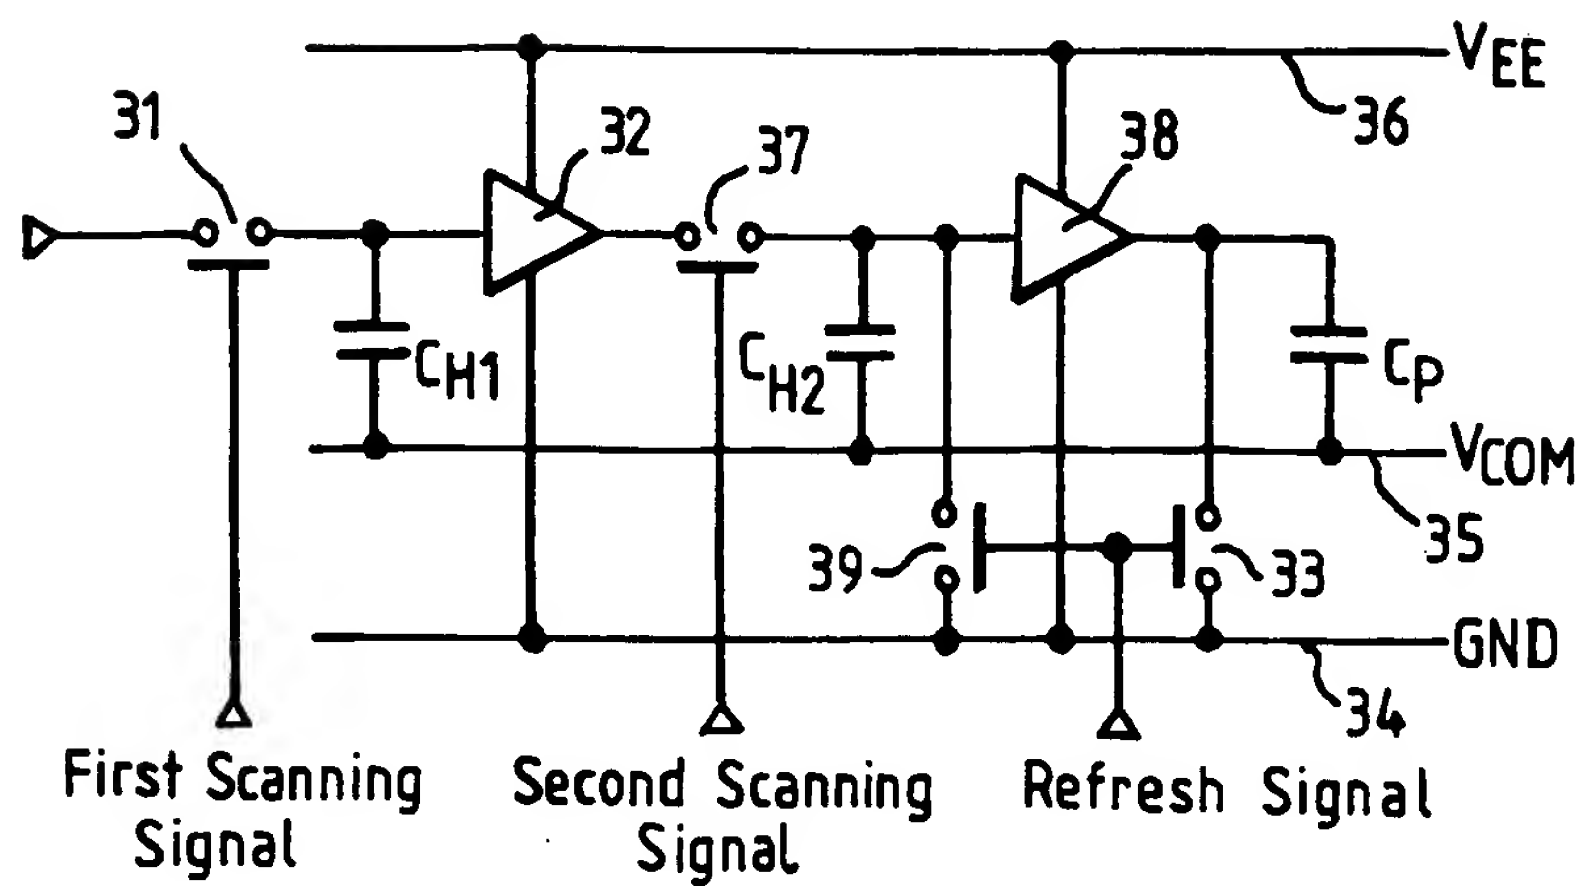 VEE
36
31
32
37
38
CH1
CH2
CP
VCOM
35
39
33
GND
34
First Scanning
Signal
Second Scanning
Signal
Refresh Signal